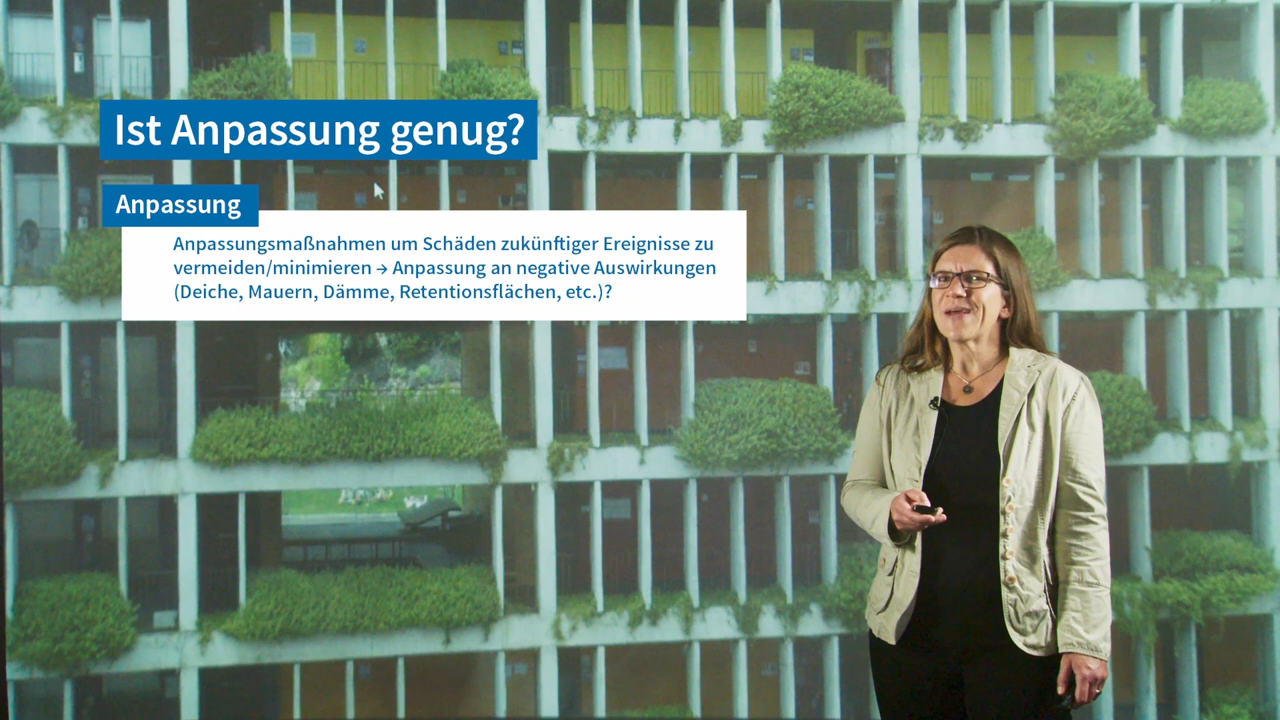 Ist Anpassung genug?
Anpassung
Anpassungsmaßnahmen um Schäden zukünftiger Ereignisse zu
vermeiden/minimieren → Anpassung an negative Auswirkungen
(Deiche, Mauern, Dämme, Retentionsflächen, etc.)?